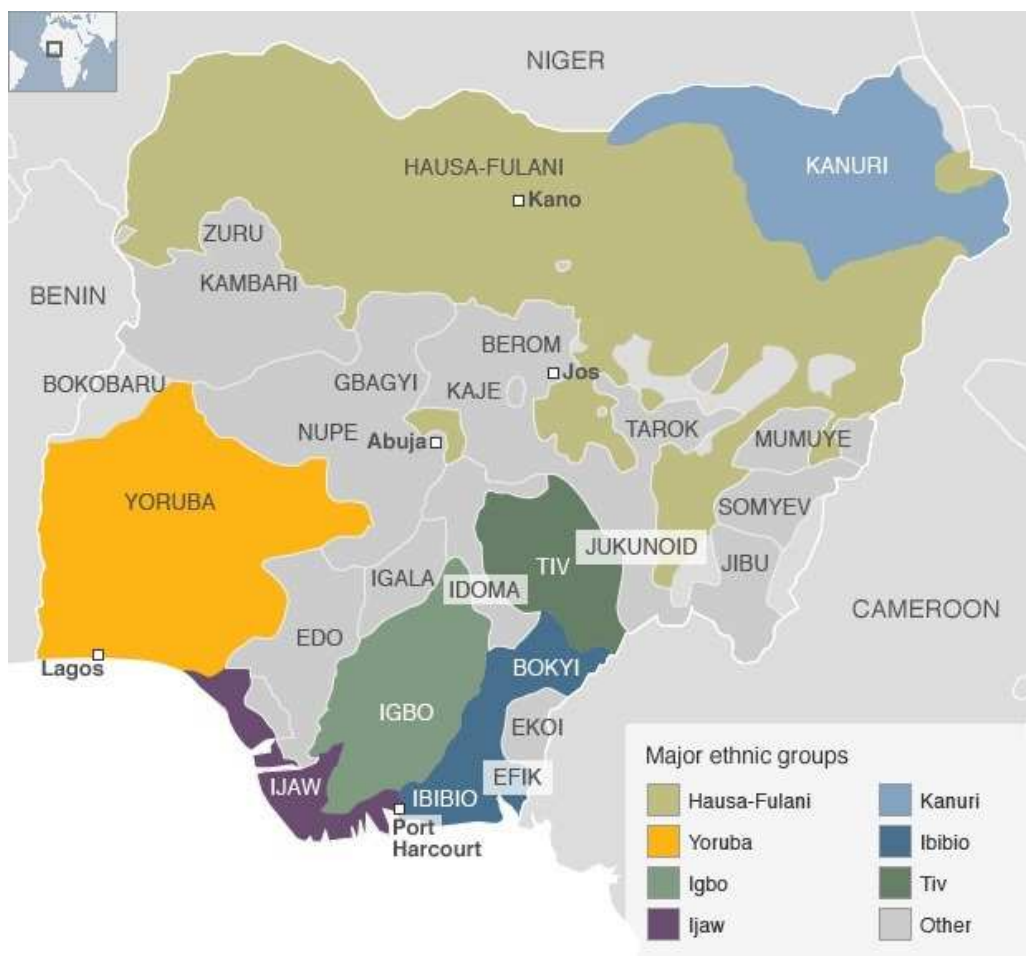 NIGER
HAUSA-FULANI
KANURI
Kano
ZURU
KAMBARI
BENIN
BEROM
Jos
GBAGYI
KAJE
BOKOBARU
NUPE
Abuja
TAROK
MUMUYE
YORUBA
SOMYEV
JUKUNOID
TIV
JIBU
IGALA
IDOMA
CAMEROON
EDO
Lagos
BOKYI
IGBO
EKOI
EFIK
IJAW
IBIBIO
Port
Harcourt
Major ethnic groups
Hausa-Fulani
Yoruba
Igbo
Ijaw
Kanuri
Ibibio
Tiv
Other